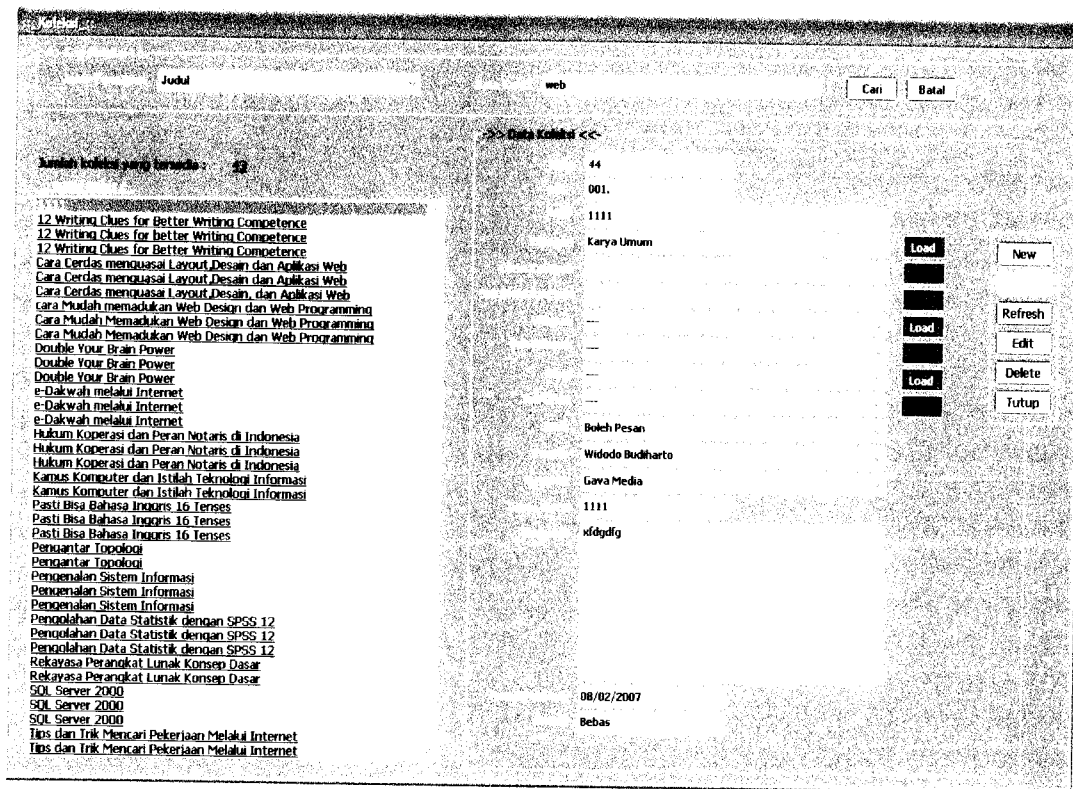 Koleksi
Judul
web
Cari
Batal
Jumlah koleksi yang tersedia : 43
12 Writing Clues for Better Writing Competence
12 Writing Clues for better Writing Competence
12 Writing Clues for Better Writing Competence
Cara Cerdas menguasai Layout,Desain dan Aplikasi Web
Cara Cerdas menguasai Layout,Desain dan Aplikasi Web
Cara Cerdas menguasai Layout,Desain, dan Aplikasi Web
cara Mudah memadukan Web Design dan Web Programming
Cara Mudah Memadukan Web Design dan Web Programming
Cara Mudah Memadukan Web Design dan Web Programming
Double Your Brain Power
Double Your Brain Power
Double Your Brain Power
e-Dakwah melalui Internet
e-Dakwah melalui Internet
e-Dakwah melalui Internet
Hukum Koperasi dan Peran Notaris di Indonesia
Hukum Koperasi dan Peran Notaris di Indonesia
Hukum Koperasi dan Peran Notaris di Indonesia
Kamus Komputer dan Istilah Teknologi Informasi
Kamus Komputer dan Istilah Teknologi Informasi
Pasti Bisa Bahasa Inggris 16 Tenses
Pasti Bisa Bahasa Inggris 16 Tenses
Pasti Bisa Bahasa Inggris 16 Tenses
Pengantar Topologi
Pengantar Topologi
Pengenalan Sistem Informasi
Pengenalan Sistem Informasi
Pengenalan Sistem Informasi
Pengolahan Data Statistik dengan SPSS 12
Pengolahan Data Statistik dengan SPSS 12
Pengolahan Data Statistik dengan SPSS 12
Rekayasa Perangkat Lunak Konsep Dasar
Rekayasa Perangkat Lunak Konsep Dasar
SQL Server 2000
SQL Server 2000
SQL Server 2000
Tips dan Trik Mencari Pekerjaan Melalui Internet
Tips dan Trik Mencari Pekerjaan Melalui Internet
->> Data Koleksi <<-
44
001.
1111
Karya Umum
---
---
---
---
Boleh Pesan
Widodo Budiharto
Gava Media
1111
xfdgdfg
08/02/2007
Bebas
Load
Load
Load
New
Refresh
Edit
Delete
Tutup